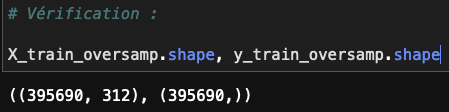 # Vérification :
X_train_oversamp.shape, y_train_oversamp.shape
((395690, 312), (395690,))